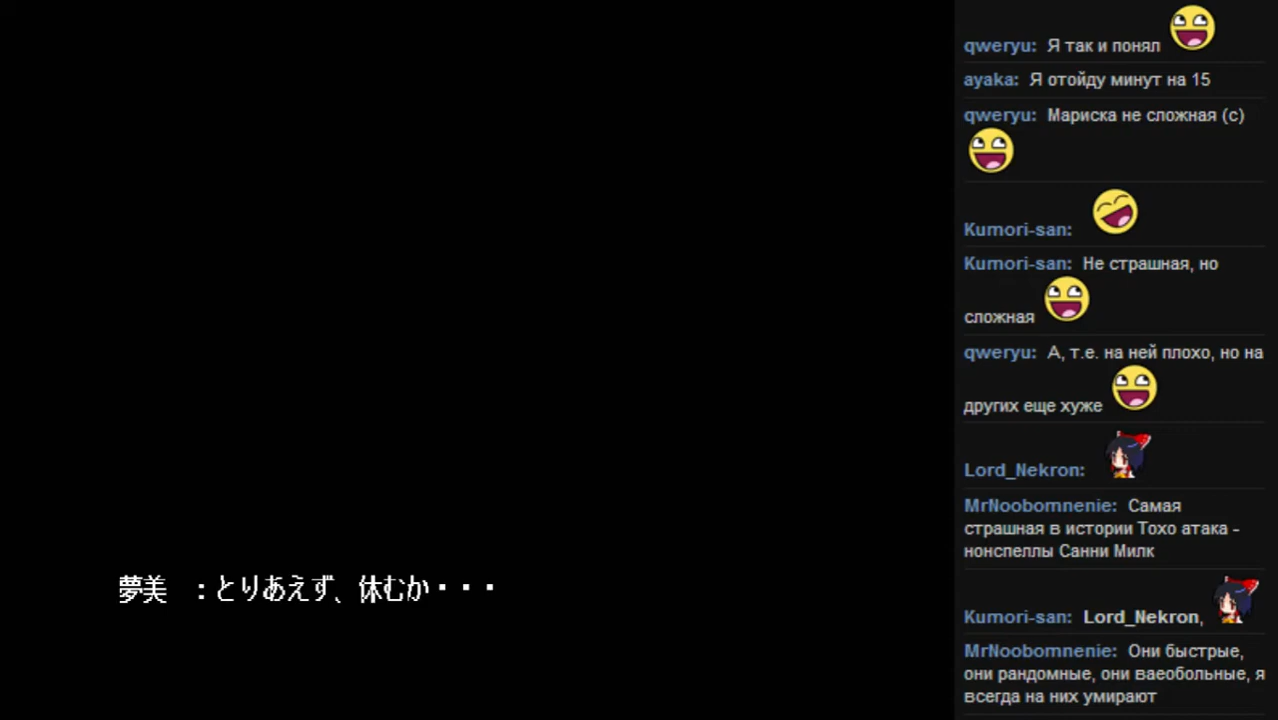 夢美　：とりあえず、休むか・・・
qweryu: Я так и понял
ayaka: Я отойду минут на 15
qweryu: Мариска не сложная (с)
Kumori-san:
Kumori-san: Не страшная, но
сложная
qweryu: А, т.е. на ней плохо, но на
других еще хуже
Lord_Nekron:
MrNoobomnenie: Самая
страшная в истории Тохо атака -
нонспеллы Санни Милк
Kumori-san: Lord_Nekron,
MrNoobomnenie: Они быстрые,
они рандомные, они ваеобольные, я
всегда на них умирают